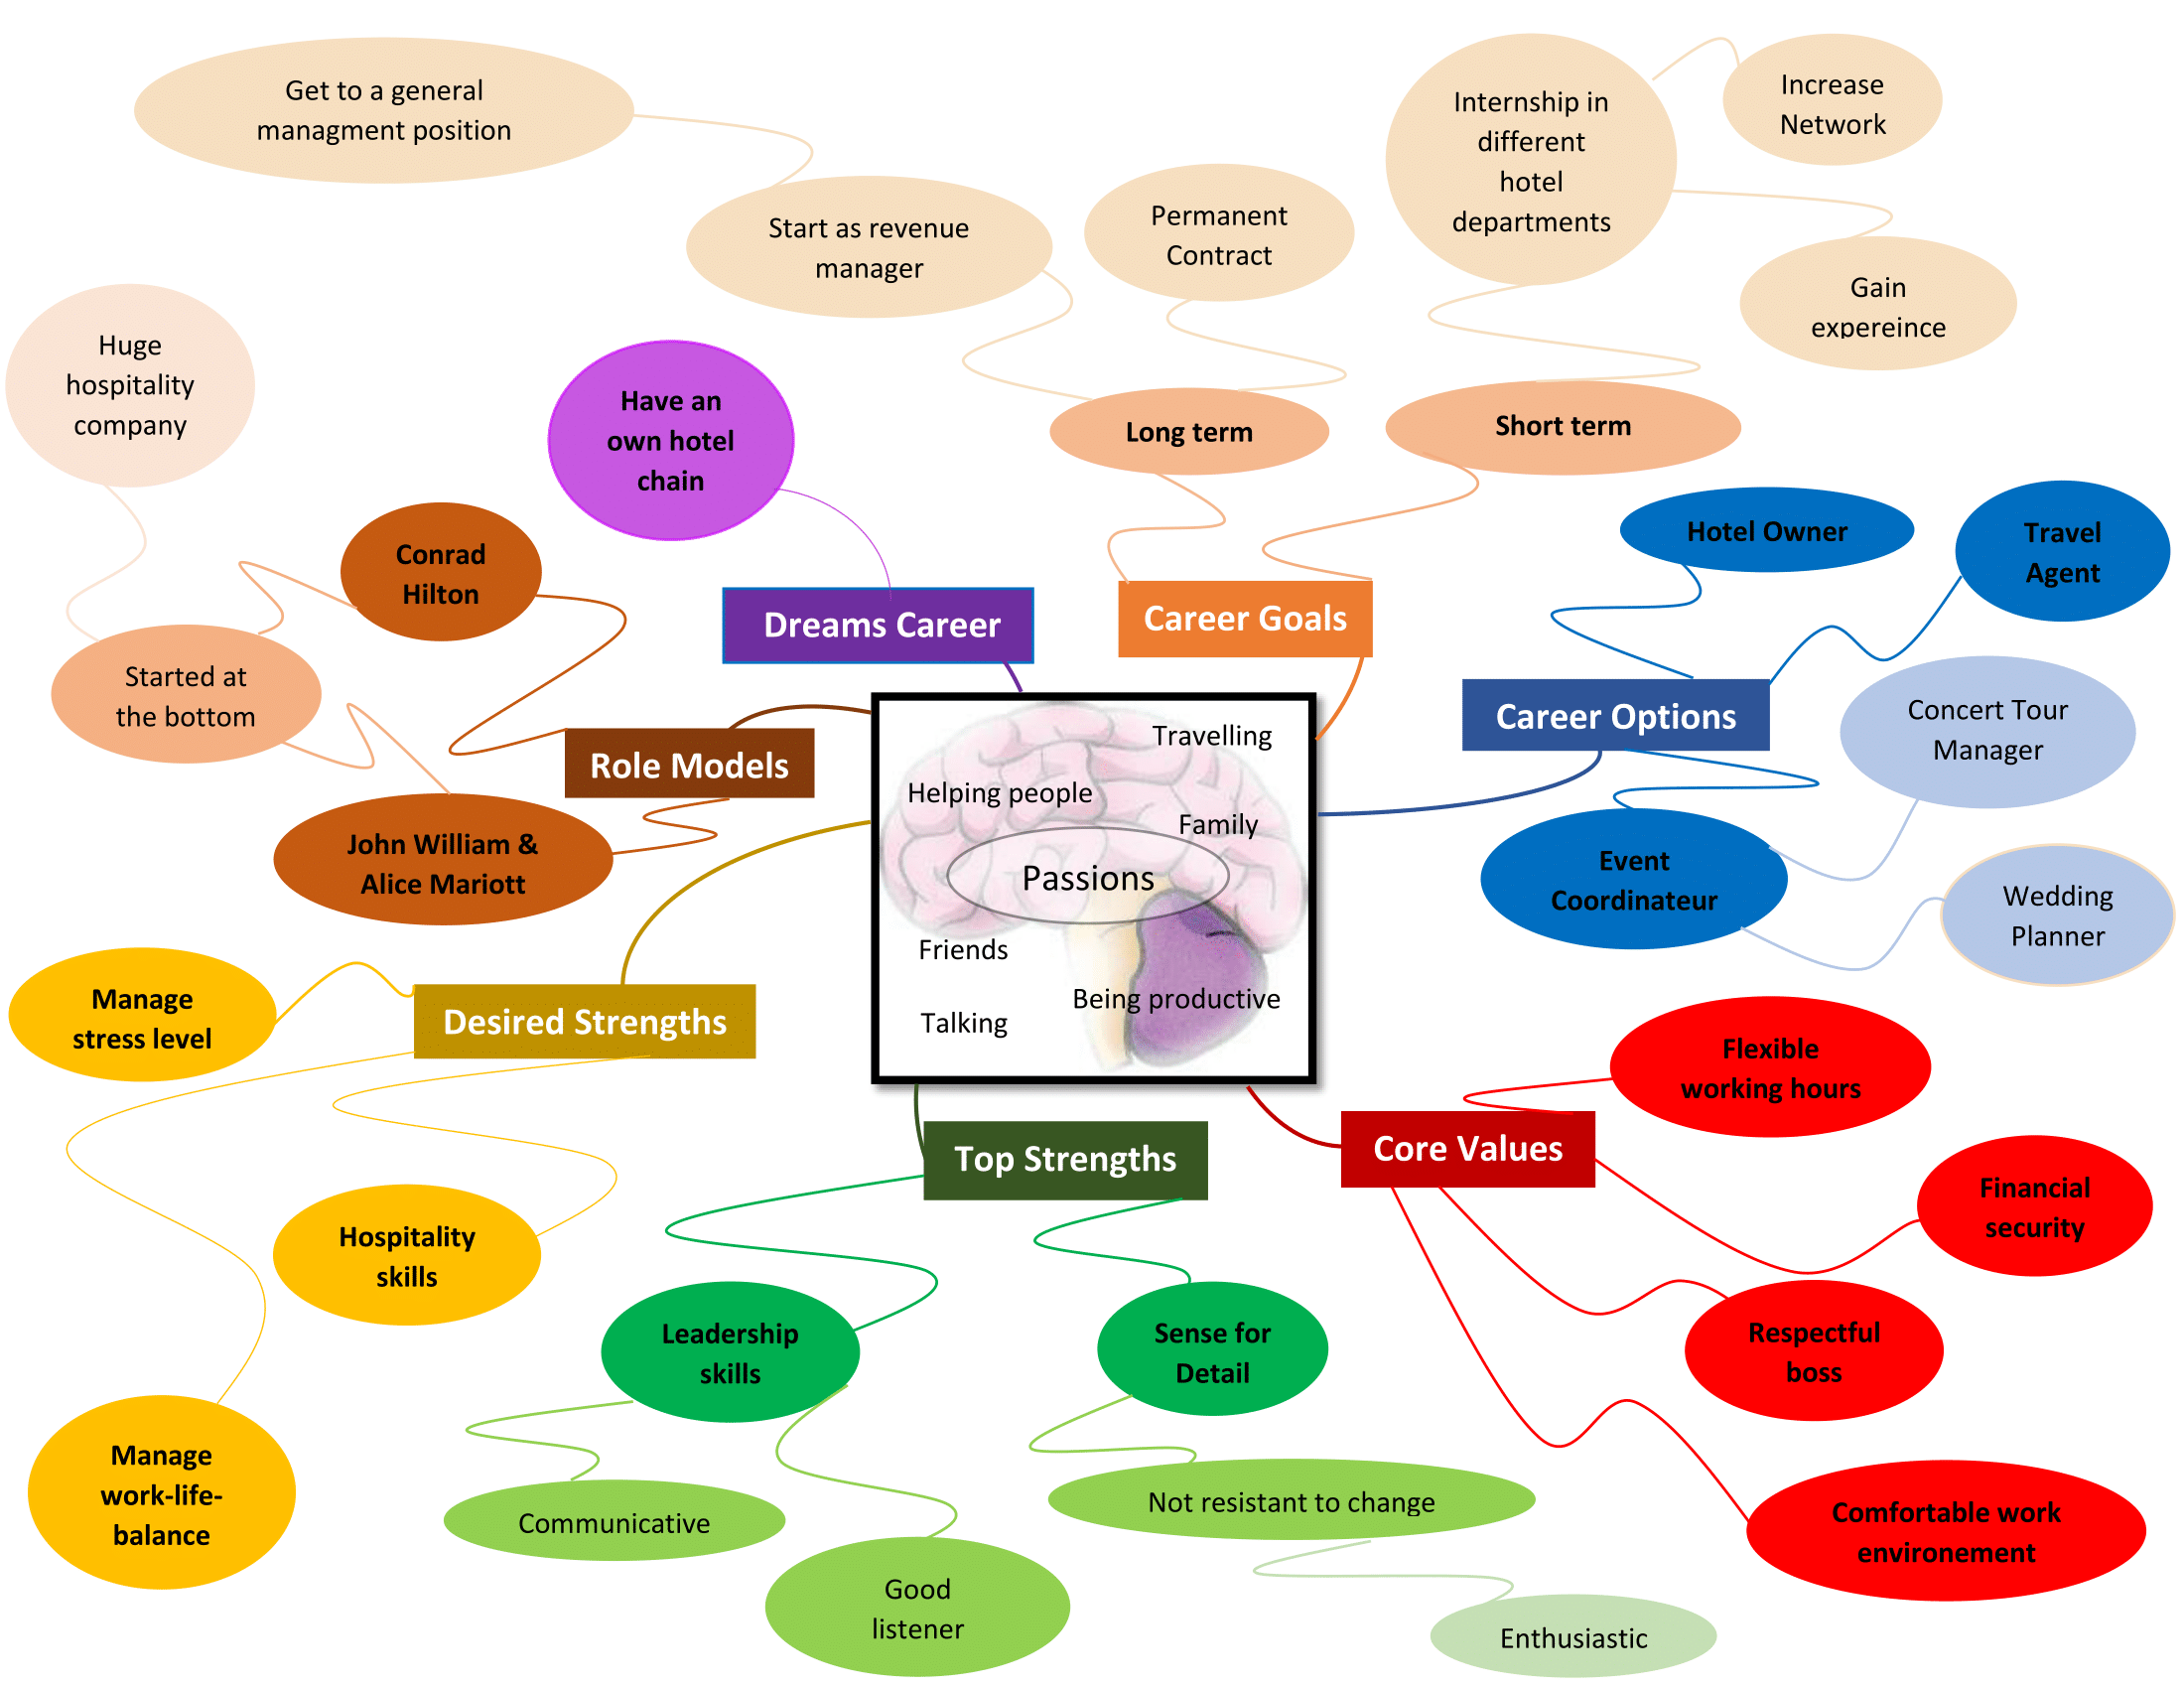 Get to a general
managment position
Start as revenue
manager
Permanent
Contract
Internship in
different
hotel
departments
Increase
Network
Gain
expereince
Huge
hospitality
company
Have an
own hotel
chain
Long term
Short term
Conrad
Hilton
Hotel Owner
Travel
Agent
Started at
the bottom
Dreams Career
Career Goals
Role Models
Career Options
Concert Tour
Manager
John William &
Alice Mariott
Travelling
Helping people
Family
Passions
Friends
Being productive
Talking
Event
Coordinateur
Wedding
Planner
Manage
stress level
Desired Strengths
Flexible
working hours
Top Strengths
Core Values
Financial
security
Hospitality
skills
Leadership
skills
Sense for
Detail
Respectful
boss
Manage
work-life-
balance
Communicative
Not resistant to change
Comfortable work
environement
Good
listener
Enthusiastic